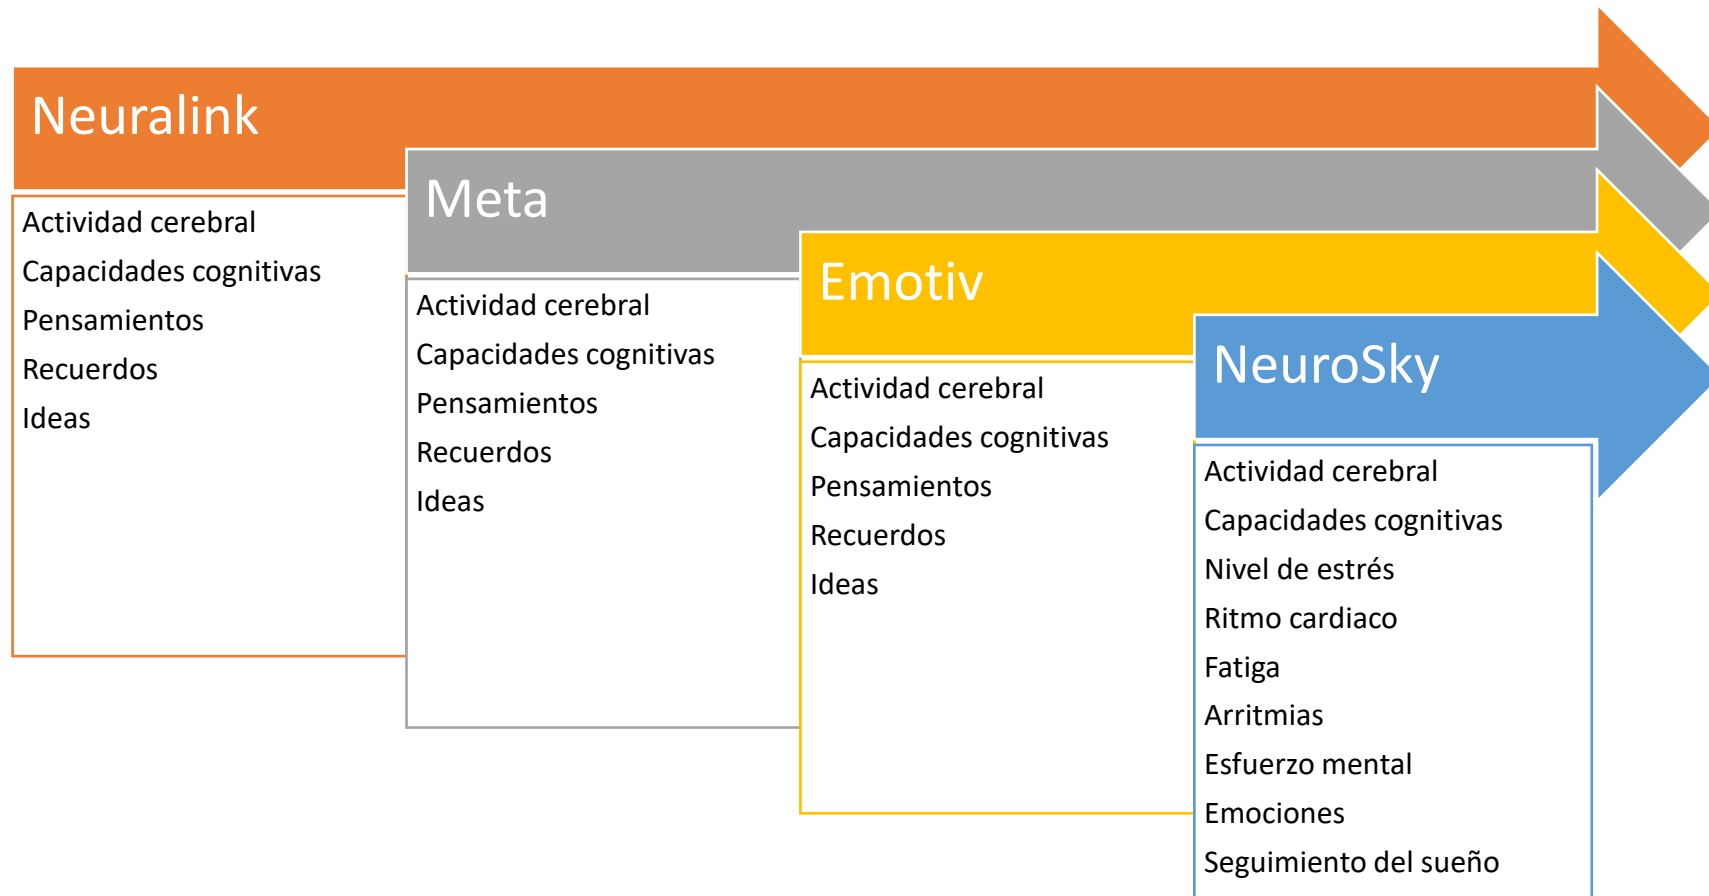 Neuralink
Actividad cerebral
Capacidades cognitivas
Pensamientos
Recuerdos
Ideas
Meta
Actividad cerebral
Capacidades cognitivas
Pensamientos
Recuerdos
Ideas
Emotiv
Actividad cerebral
Capacidades cognitivas
Pensamientos
Recuerdos
Ideas
NeuroSky
Actividad cerebral
Capacidades cognitivas
Nivel de estrés
Ritmo cardiaco
Fatiga
Arritmias
Esfuerzo mental
Emociones
Seguimiento del sueño